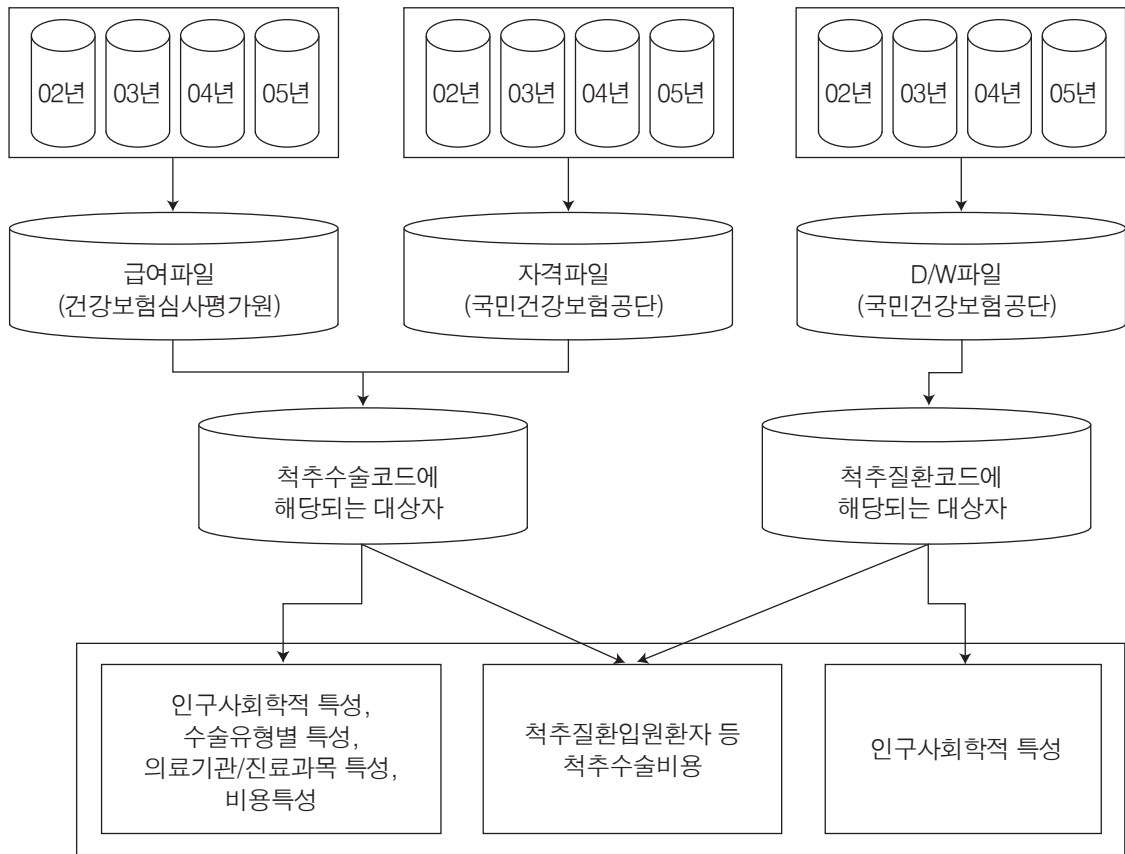 02년 03년 04년 05년
02년 03년 04년 05년
02년 03년 04년 05년
급여파일
(건강보험심사평가원)
자격파일
(국민건강보험공단)
D/W파일
(국민건강보험공단)
척추수술코드에
해당되는 대상자
척추질환코드에
해당되는 대상자
인구사회학적 특성,
수술유형별 특성,
의료기관/진료과목 특성,
비용특성
척추질환입원환자 등
척추수술비용
인구사회학적 특성